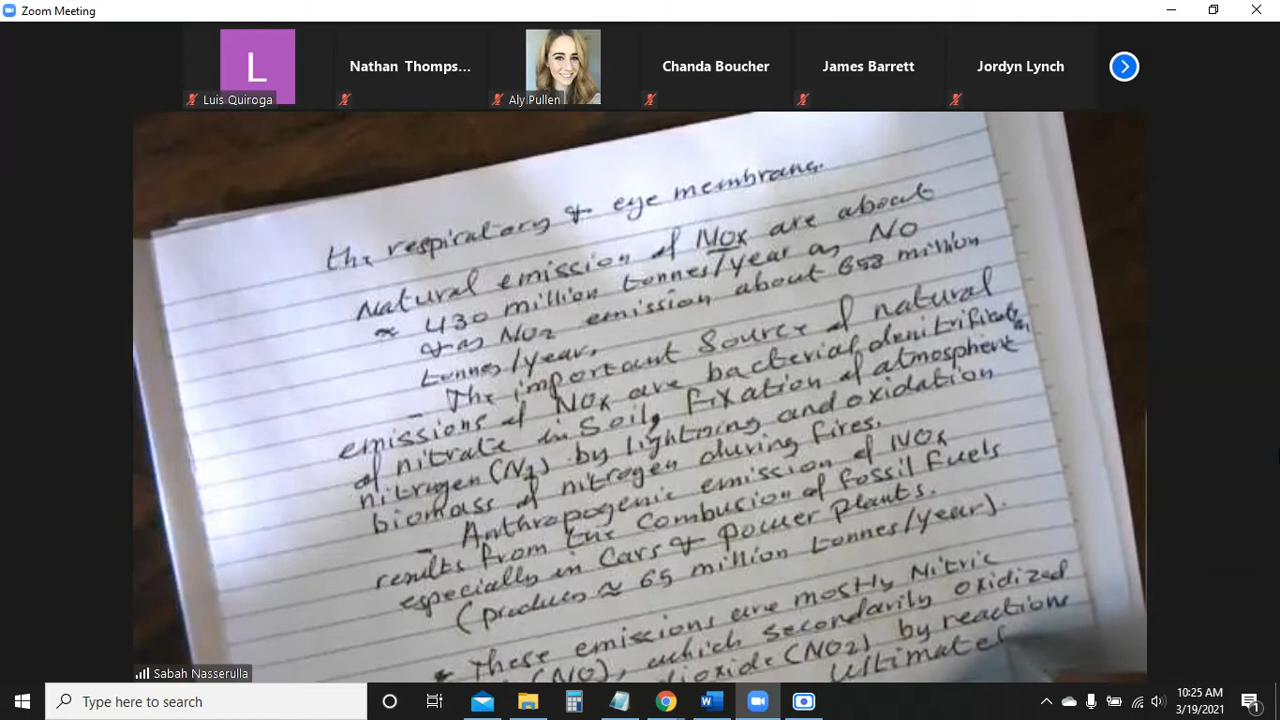 Zoom Meeting
L
Luis Quiroga
Nathan Thomps...
Aly Pullen
Chanda Boucher
James Barrett
Jordyn Lynch
the respiratory & eye membrane.
Natural emission of NOx are about
≈ 430 million tonnes/year as NO
& as NO2 emission about 658 million
tonnes/year.
- The important Source of natural
emissions of NOx are bacterial denitrification
of nitrate in Soil, Fixation of atmospheric
nitrogen (N2) by lightning and oxidation
biomass of nitrogen during fires.
- Anthropogenic emission of NOx
results from the Combusion of Fossil Fuels
especially in Cars & power plants.
(produces ≈ 65 million tonnes/year).
These emissions are mostly Nitric
(NO), which secondarily oxidized
dioxide (NO2) by reactions
Sabah Nasserulla
Type here to search
10:25 AM
3/19/2021
1